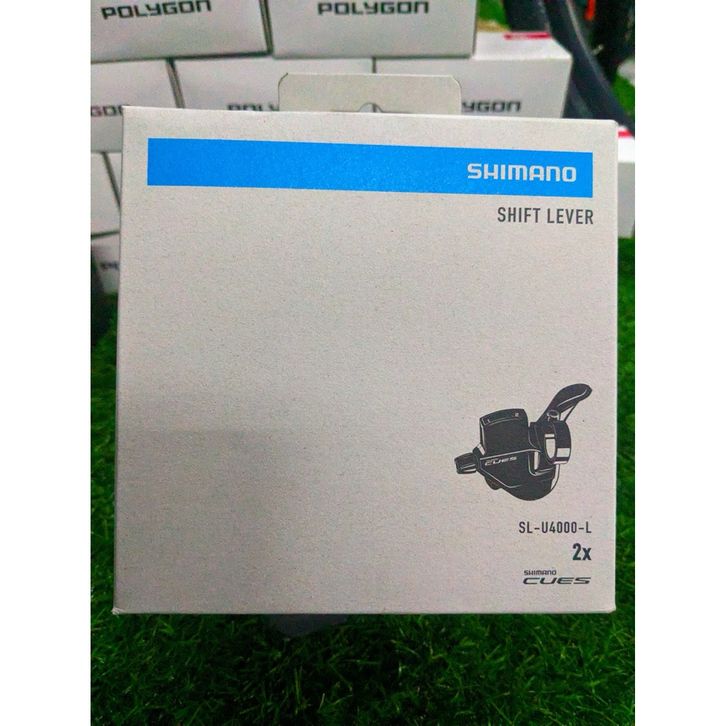 POLYGON
POLYGON
SHIMANO
SHIFT LEVER
CUES
SL-U4000-L
2x
SHIMANO
CUES